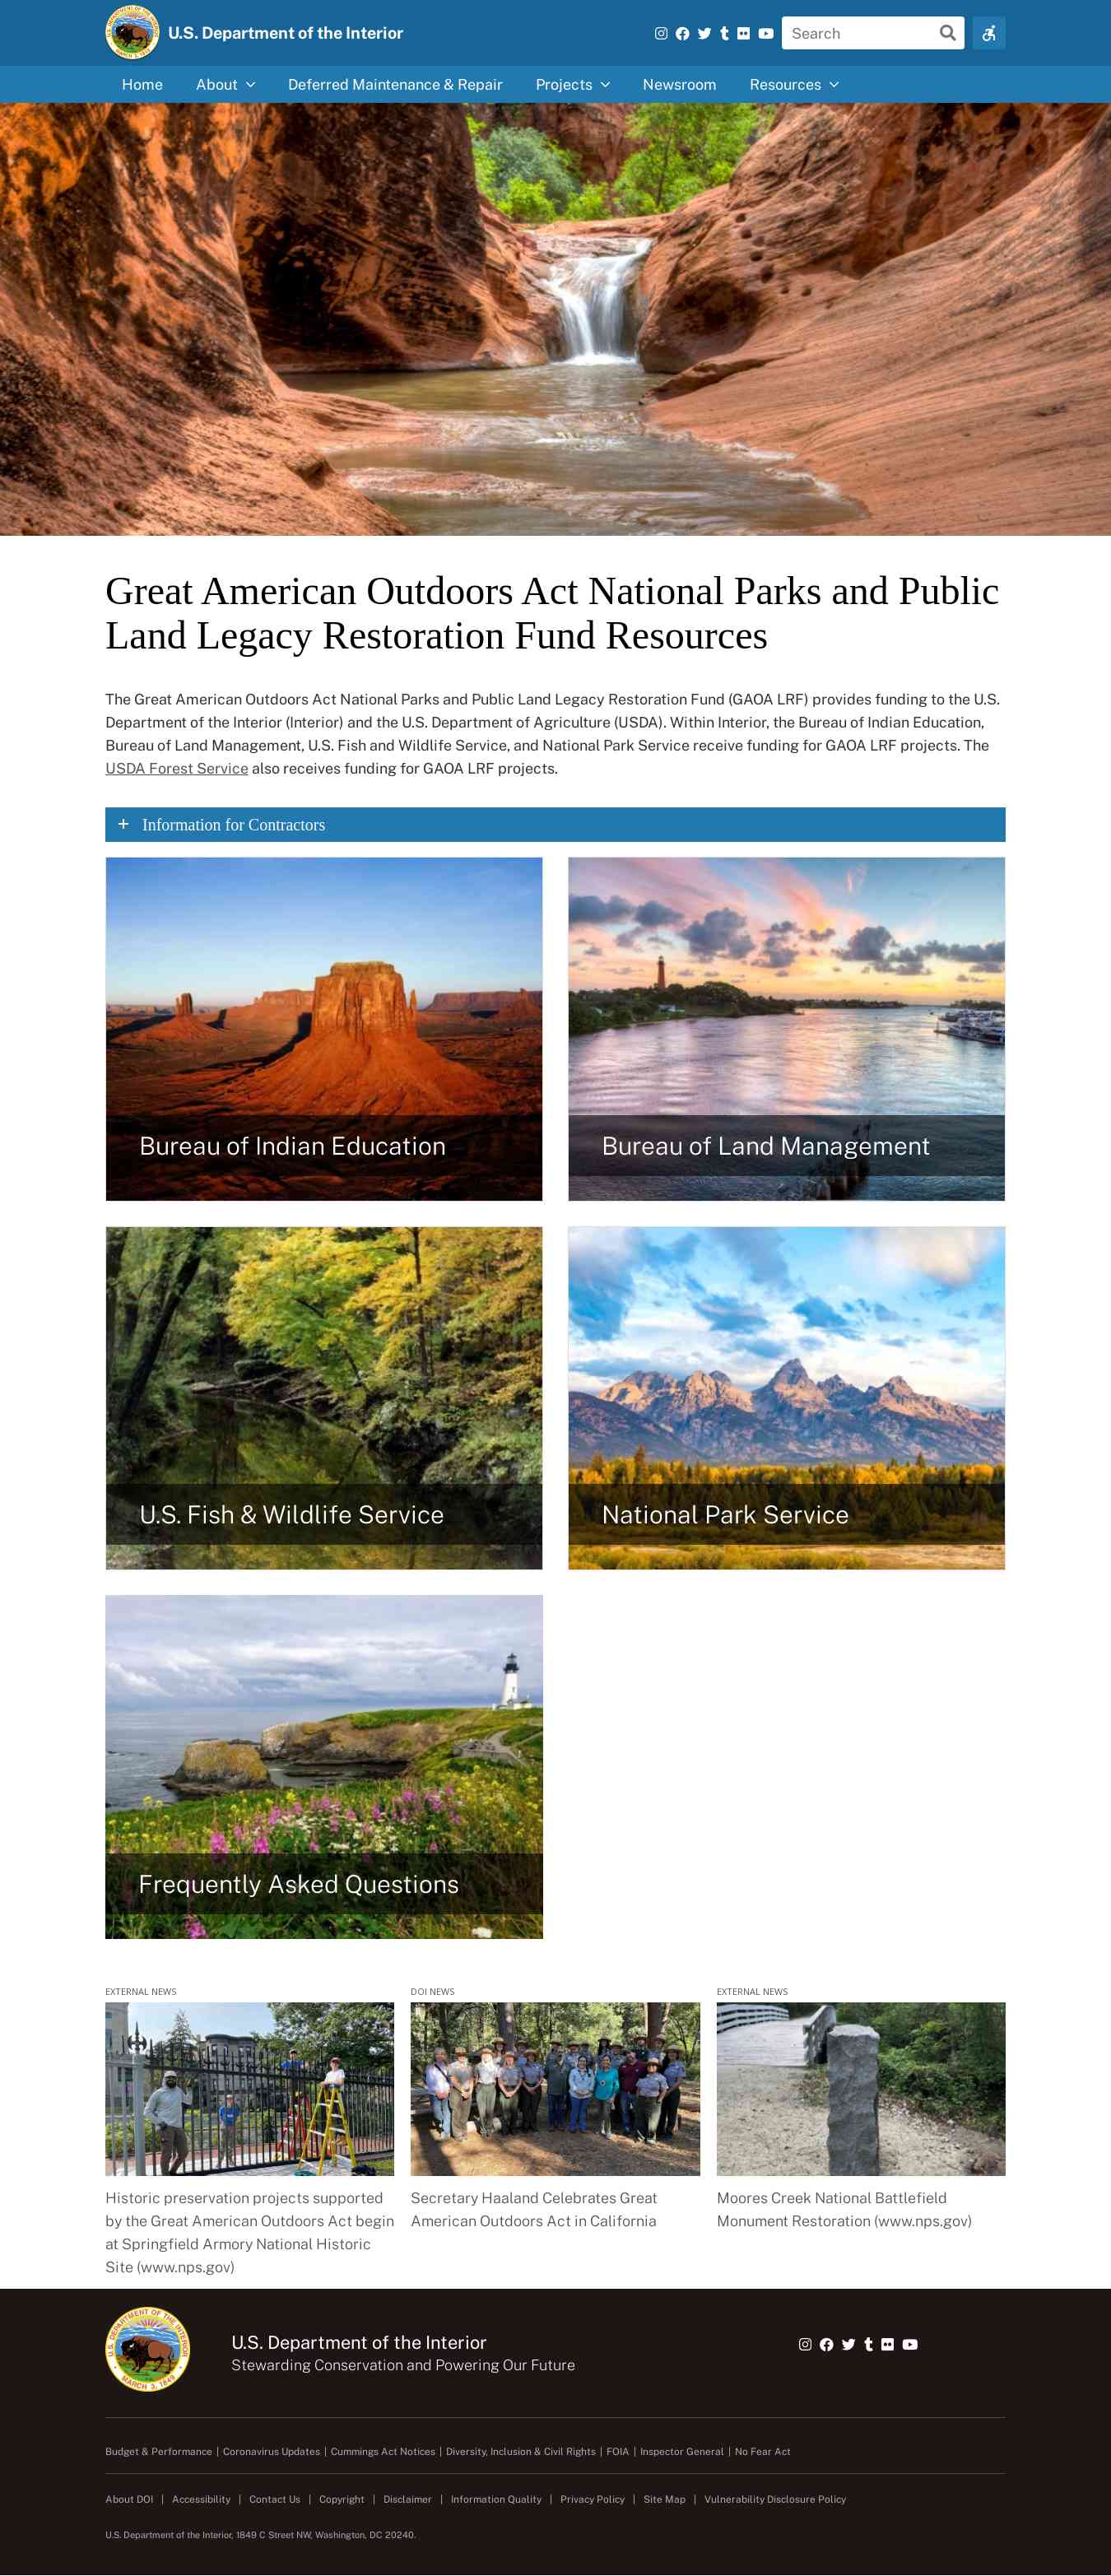 U.S. Department of the Interior
Search
Home About Deferred Maintenance & Repair Projects Newsroom Resources
Great American Outdoors Act National Parks and Public
Land Legacy Restoration Fund Resources
The Great American Outdoors Act National Parks and Public Land Legacy Restoration Fund (GAOA LRF) provides funding to the U.S.
Department of the Interior (Interior) and the U.S. Department of Agriculture (USDA). Within Interior, the Bureau of Indian Education,
Bureau of Land Management, U.S. Fish and Wildlife Service, and National Park Service receive funding for GAOA LRF projects. The
USDA Forest Service also receives funding for GAOA LRF projects.
+ Information for Contractors
Bureau of Indian Education
Bureau of Land Management
U.S. Fish & Wildlife Service
National Park Service
Frequently Asked Questions
EXTERNAL NEWS
Historic preservation projects supported
by the Great American Outdoors Act begin
at Springfield Armory National Historic
Site (www.nps.gov)
DOI NEWS
Secretary Haaland Celebrates Great
American Outdoors Act in California
EXTERNAL NEWS
Moores Creek National Battlefield
Monument Restoration (www.nps.gov)
U.S. DEPARTMENT OF THE INTERIOR
MARCH 3, 1849
U.S. Department of the Interior
Stewarding Conservation and Powering Our Future
Budget & Performance | Coronavirus Updates | Cummings Act Notices | Diversity, Inclusion & Civil Rights | FOIA | Inspector General | No Fear Act
About DOI | Accessibility | Contact Us | Copyright | Disclaimer | Information Quality | Privacy Policy | Site Map | Vulnerability Disclosure Policy
U.S. Department of the Interior, 1849 C Street NW, Washington, DC 20240.